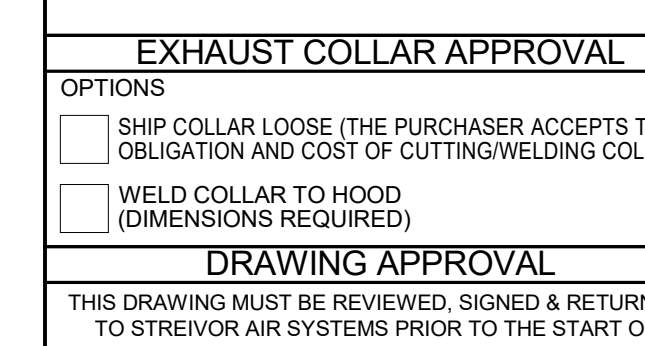 EXHAUST COLLAR APPROVAL
OPTIONS
SHIP COLLAR LOOSE (THE PURCHASER ACCEPTS
OBLIGATION AND COST OF CUTTING/WELDING
WELD COLLAR TO HOOD
(DIMENSIONS REQUIRED)
DRAWING APPROVAL
THIS DRAWING MUST BE REVIEWED, SIGNED &
TO STREIVOR AIR SYSTEMS PRIOR TO THE START